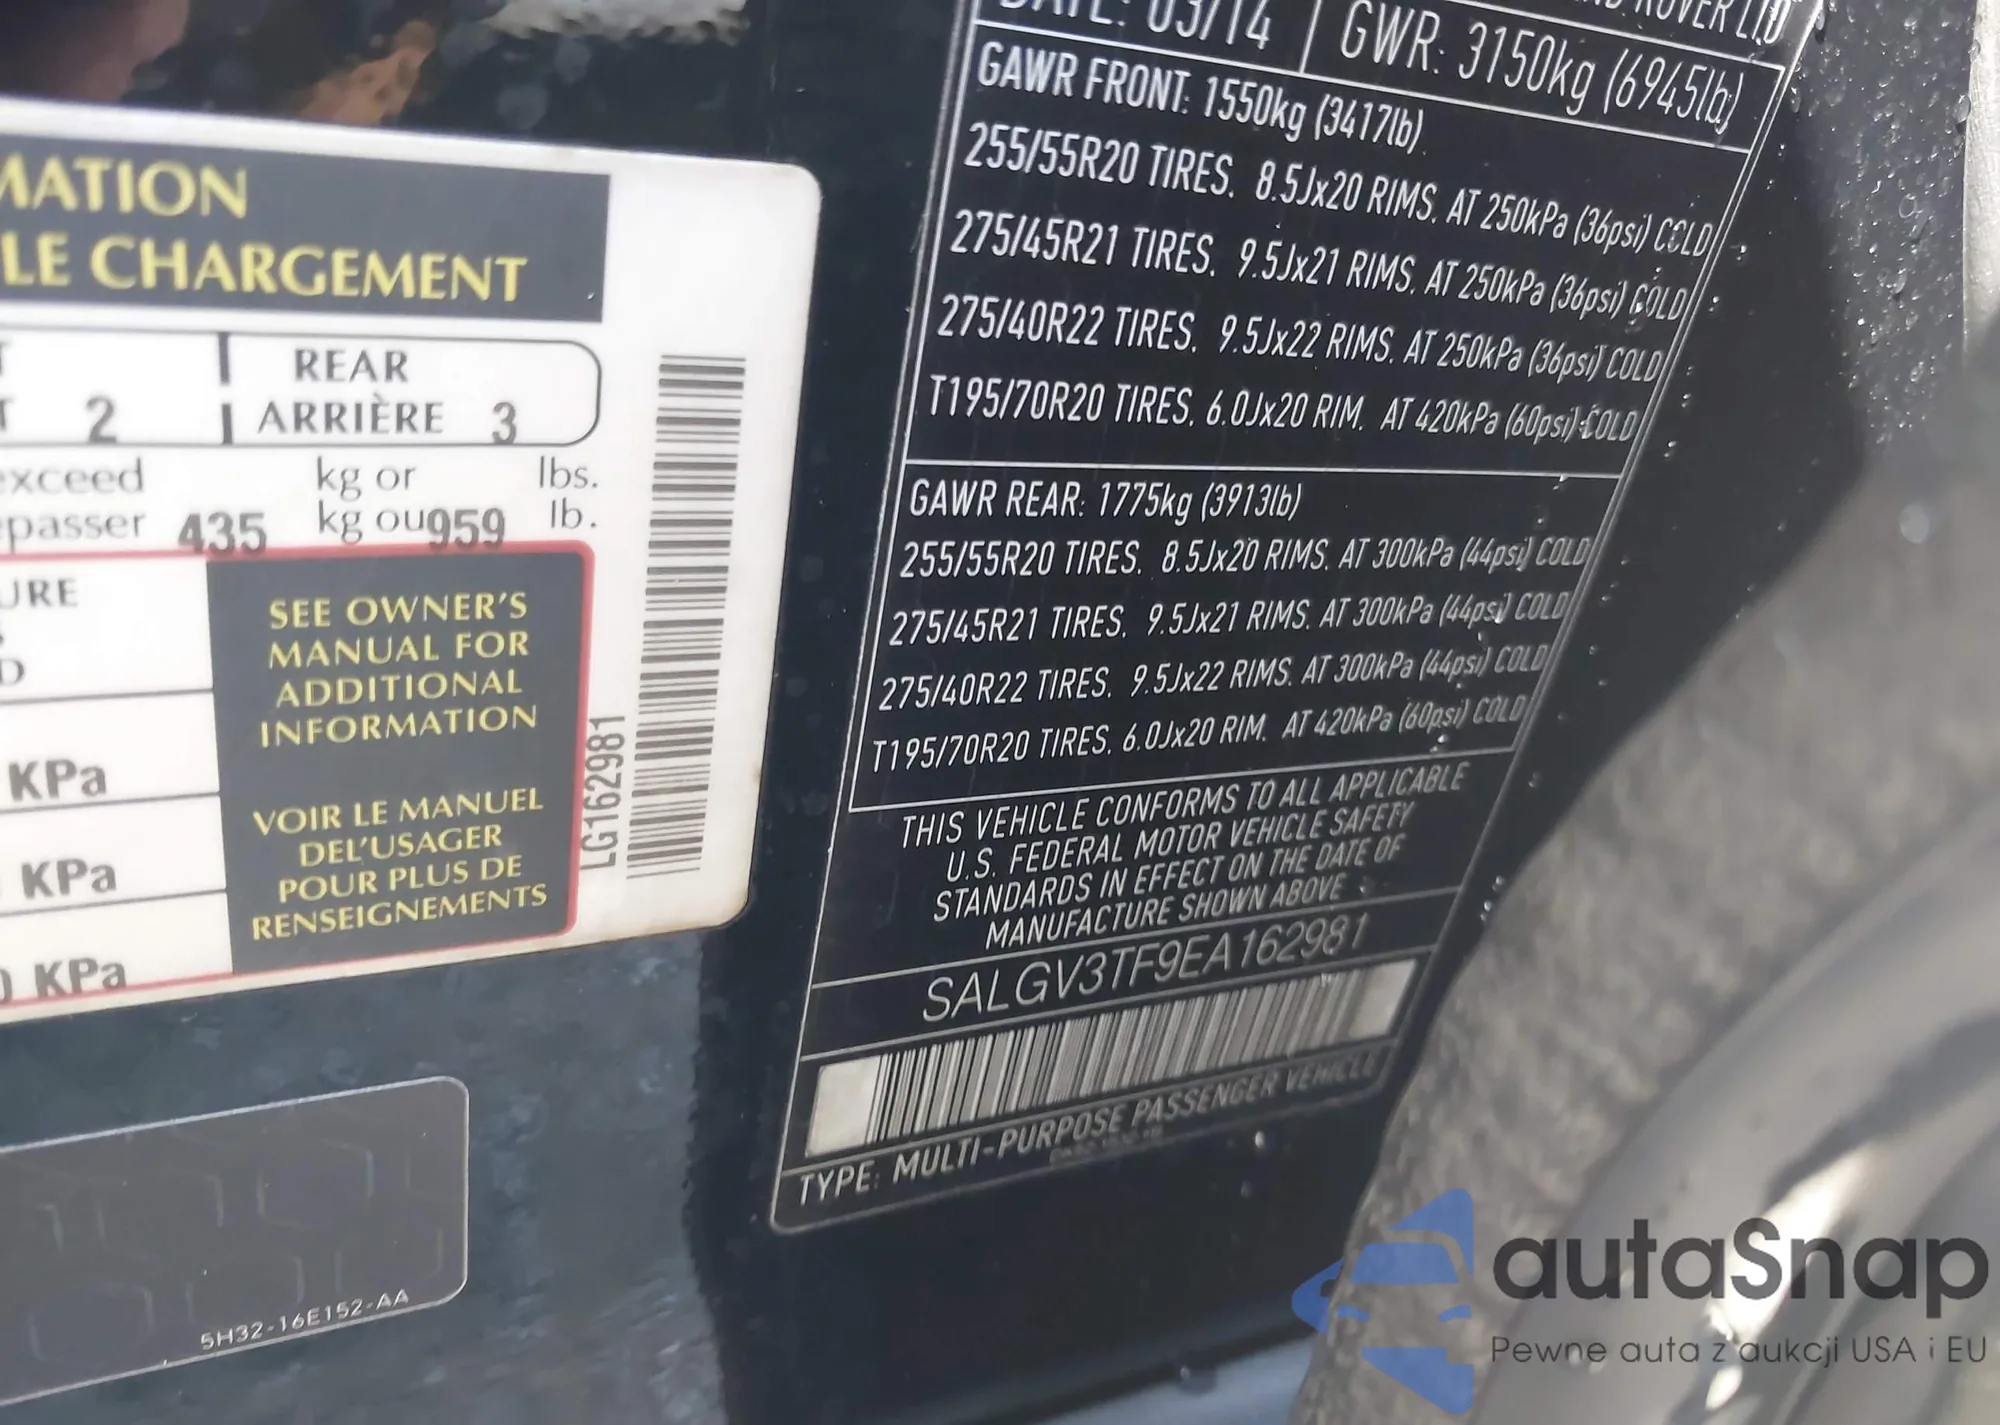 MATION
LE CHARGEMENT
REAR
2
ARRIÈRE 3
exceed kg or lbs.
passer 435 kg ou 959 lb.
URE
D
SEE OWNER'S
MANUAL FOR
ADDITIONAL
INFORMATION
KPa
VOIR LE MANUEL
DEL'USAGER
POUR PLUS DE
RENSEIGNEMENTS
KPa
0 KPa
LG162981
5H32-16E152-AA
ROVER LTD
DATE: 03/14 GWR: 3150kg (6945lb)
GAWR FRONT: 1550kg (3417lb)
255/55R20 TIRES. 8.5Jx20 RIMS. AT 250kPa (36psi) COLD
275/45R21 TIRES. 9.5Jx21 RIMS. AT 250kPa (36psi) COLD
275/40R22 TIRES. 9.5Jx22 RIMS. AT 250kPa (36psi) COLD
T195/70R20 TIRES. 6.0Jx20 RIM. AT 420kPa (60psi) COLD
GAWR REAR: 1775kg (3913lb)
255/55R20 TIRES. 8.5Jx20 RIMS. AT 300kPa (44psi) COLD
275/45R21 TIRES. 9.5Jx21 RIMS. AT 300kPa (44psi) COLD
275/40R22 TIRES. 9.5Jx22 RIMS. AT 300kPa (44psi) COLD
T195/70R20 TIRES. 6.0Jx20 RIM. AT 420kPa (60psi) COLD
THIS VEHICLE CONFORMS TO ALL APPLICABLE
U.S. FEDERAL MOTOR VEHICLE SAFETY
STANDARDS IN EFFECT ON THE DATE OF
MANUFACTURE SHOWN ABOVE
SALGV3TF9EA162981
TYPE: MULTI-PURPOSE PASSENGER VEHICLE
autaSnap
Pewne auta z aukcji USA i EU